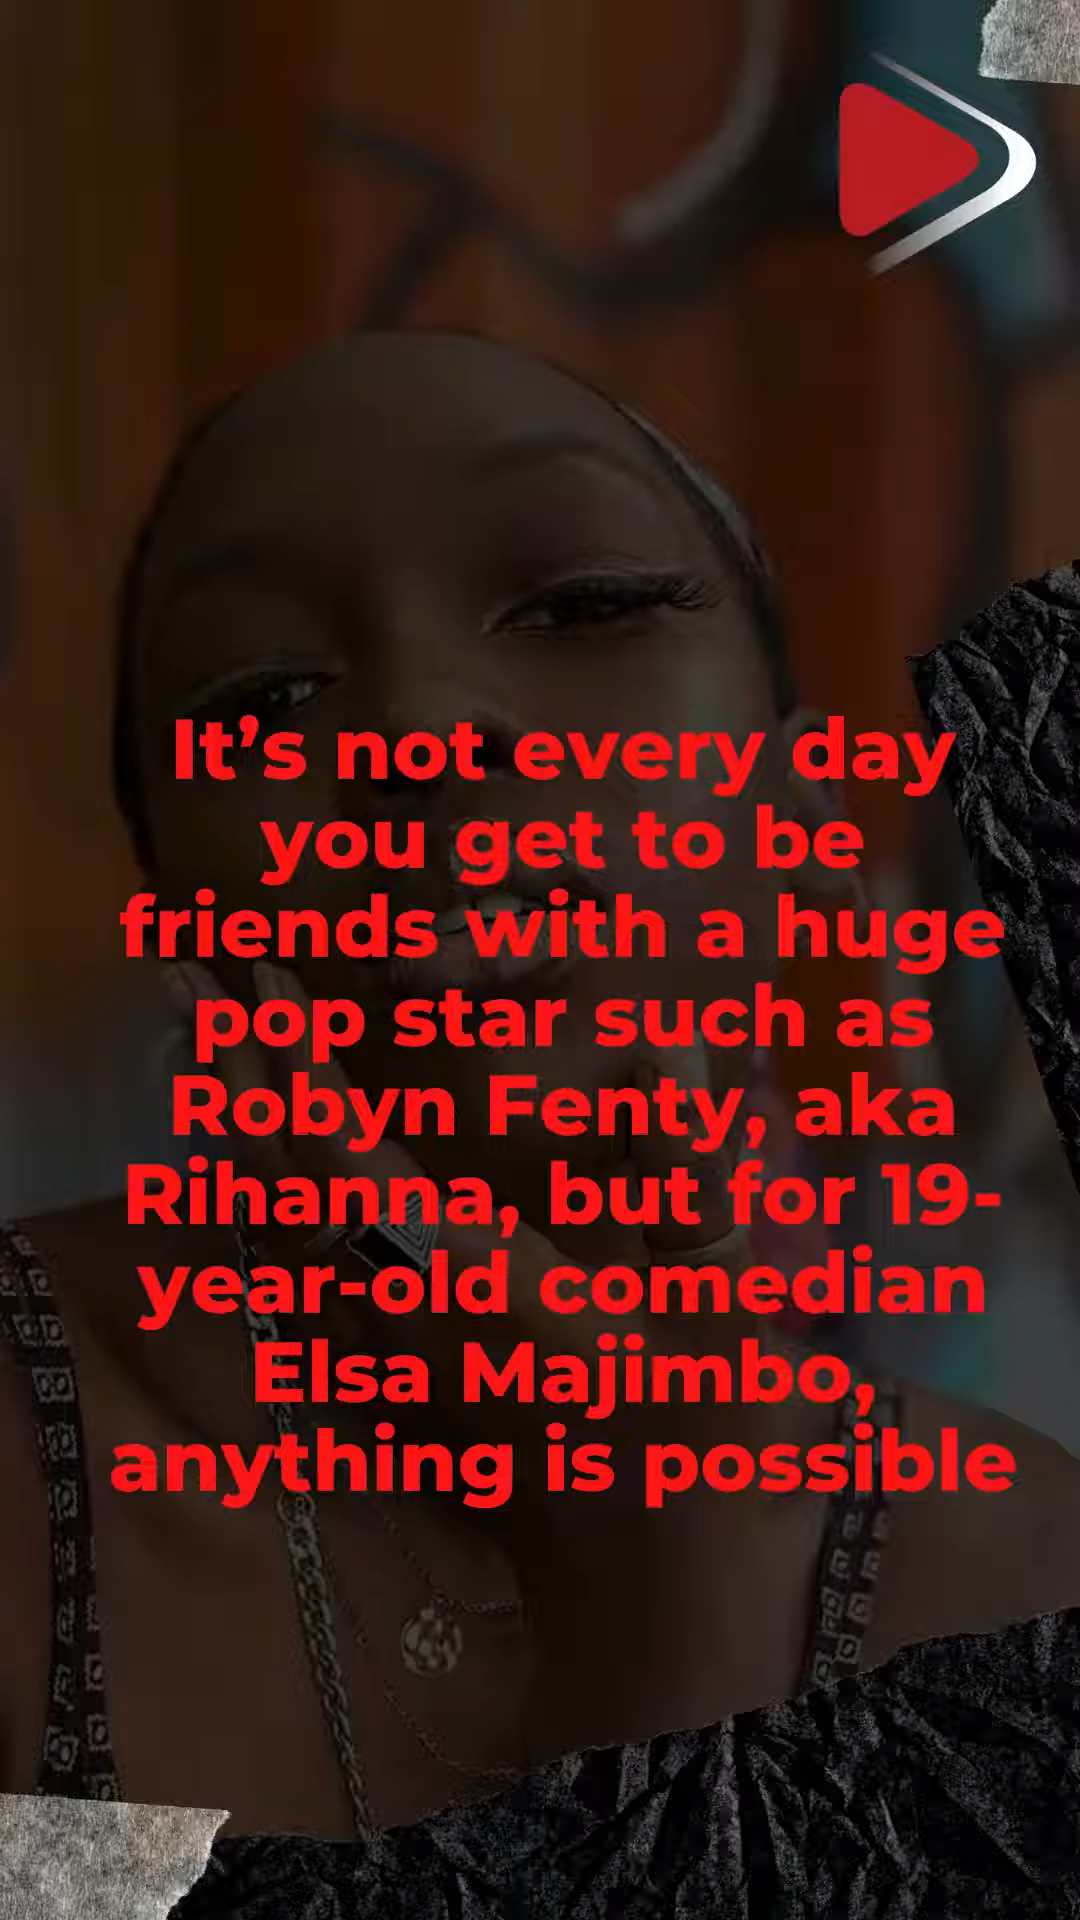 It’s not every day
you get to be
friends with a huge
pop star such as
Robyn Fenty, aka
Rihanna, but for 19-
year-old comedian
Elsa Majimbo,
anything is possible